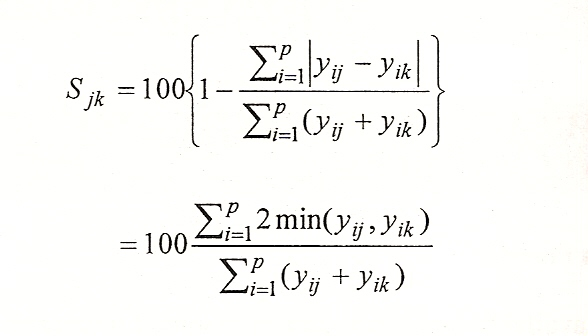 S_{jk} = 100 \left\{ 1 - \frac{\sum_{i=1}^{p} |y_{ij} - y_{ik}|}{\sum_{i=1}^{p} (y_{ij} + y_{ik})} \right\}
= 100 \frac{\sum_{i=1}^{p} 2 \min(y_{ij}, y_{ik})}{\sum_{i=1}^{p} (y_{ij} + y_{ik})}